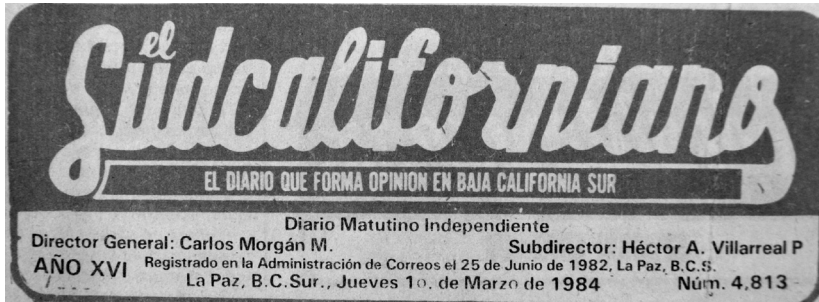 el
Sudcaliforniano
EL DIARIO QUE FORMA OPINION EN BAJA CALIFORNIA SUR
Diario Matutino Independiente
Director General: Carlos Morgán M. Subdirector: Héctor A. Villarreal P
AÑO XVI Registrado en la Administración de Correos el 25 de Junio de 1982, La Paz, B.C.S.
La Paz, B.C.Sur., Jueves 1o. de Marzo de 1984 Núm. 4,813